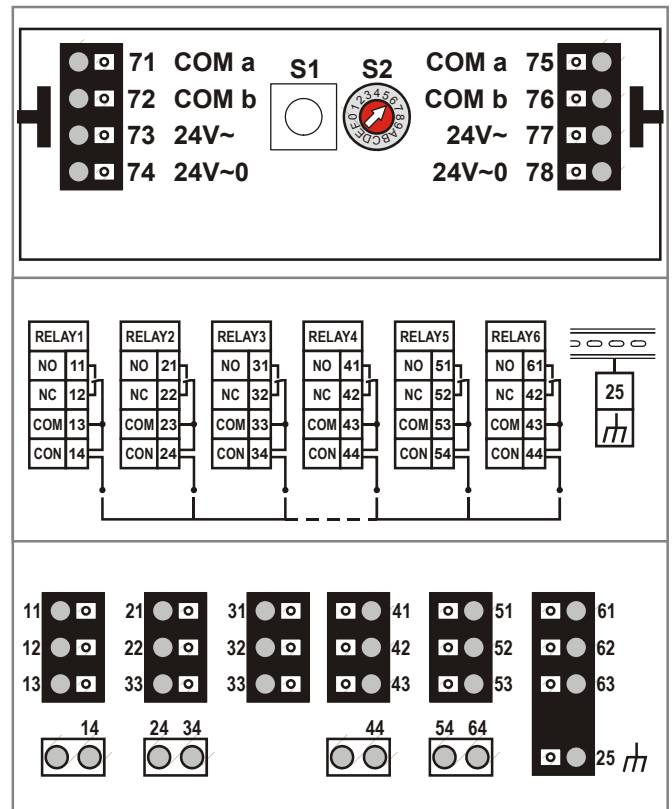 71 COM a S1 S2 COM a 75
72 COM b COM b 76
73 24V~ 24V~ 77
74 24V~0 24V~0 78
0123456789ABCDEF
RELAY1 RELAY2 RELAY3 RELAY4 RELAY5 RELAY6
NO 11 NO 21 NO 31 NO 41 NO 51 NO 61
NC 12 NC 22 NC 32 NC 42 NC 52 NC 42 25
COM 13 COM 23 COM 33 COM 43 COM 53 COM 43
CON 14 CON 24 CON 34 CON 44 CON 54 CON 44
11 21 31 41 51 61
12 22 32 42 52 62
13 33 33 43 53 63
14 24 34 44 54 64
25